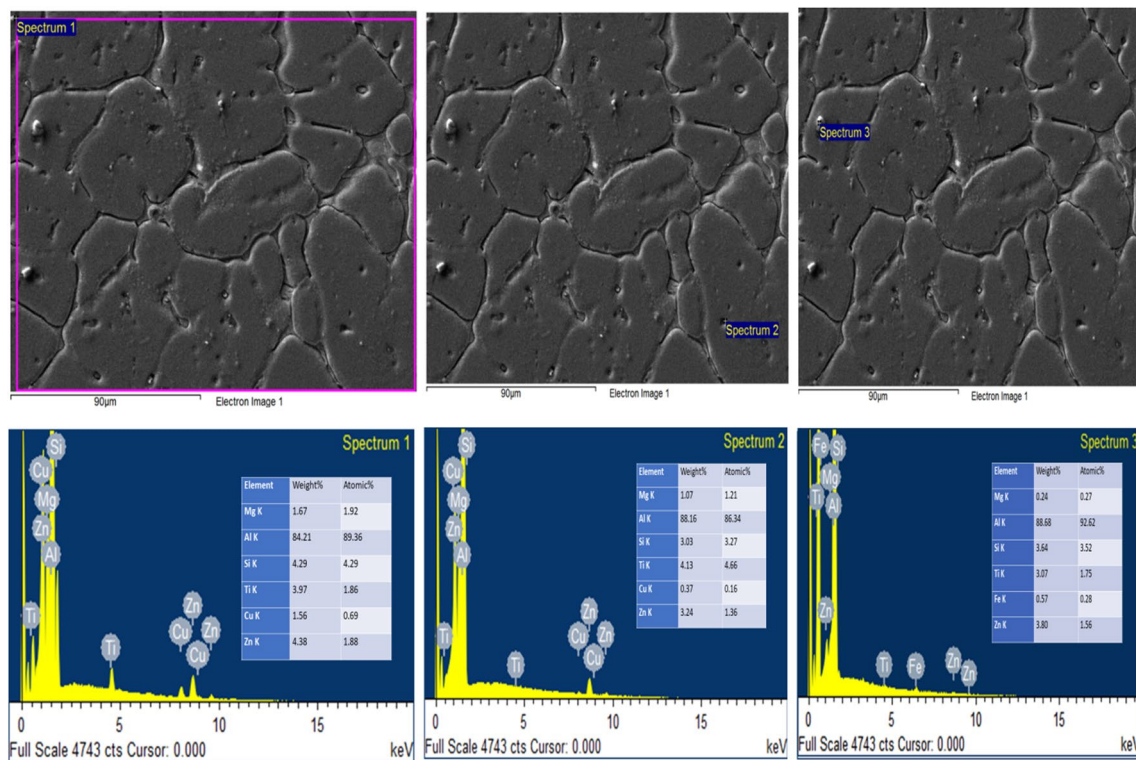 Spectrum 1
90μm Electron Image 1
Spectrum 2
90μm Electron Image 1
Spectrum 3
90μm Electron Image 1
Spectrum 1
Si
Cu
Mg
Zn
Al
Ti
Ti
Cu
Zn
Zn
Cu
Element Weight% Atomic%
Mg K 1.67 1.92
Al K 84.21 89.36
Si K 4.29 4.29
Ti K 3.97 1.86
Cu K 1.56 0.69
Zn K 4.38 1.88
0 5 10 15
Full Scale 4743 cts Cursor: 0.000 keV
Spectrum 2
Si
Cu
Mg
Zn
Al
Ti
Ti
Cu
Zn
Zn
Cu
Element Weight% Atomic%
Mg K 1.07 1.21
Al K 88.16 86.34
Si K 3.03 3.27
Ti K 4.13 4.66
Cu K 0.37 0.16
Zn K 3.24 1.36
0 5 10 15
Full Scale 4743 cts Cursor: 0.000 keV
Spectrum 3
Fe
Si
Mg
Ti
Al
Zn
Ti
Fe
Zn
Zn
Element Weight% Atomic%
Mg K 0.24 0.27
Al K 88.68 92.62
Si K 3.64 3.52
Ti K 3.07 1.75
Fe K 0.57 0.28
Zn K 3.80 1.56
0 5 10 15
Full Scale 4743 cts Cursor: 0.000 keV